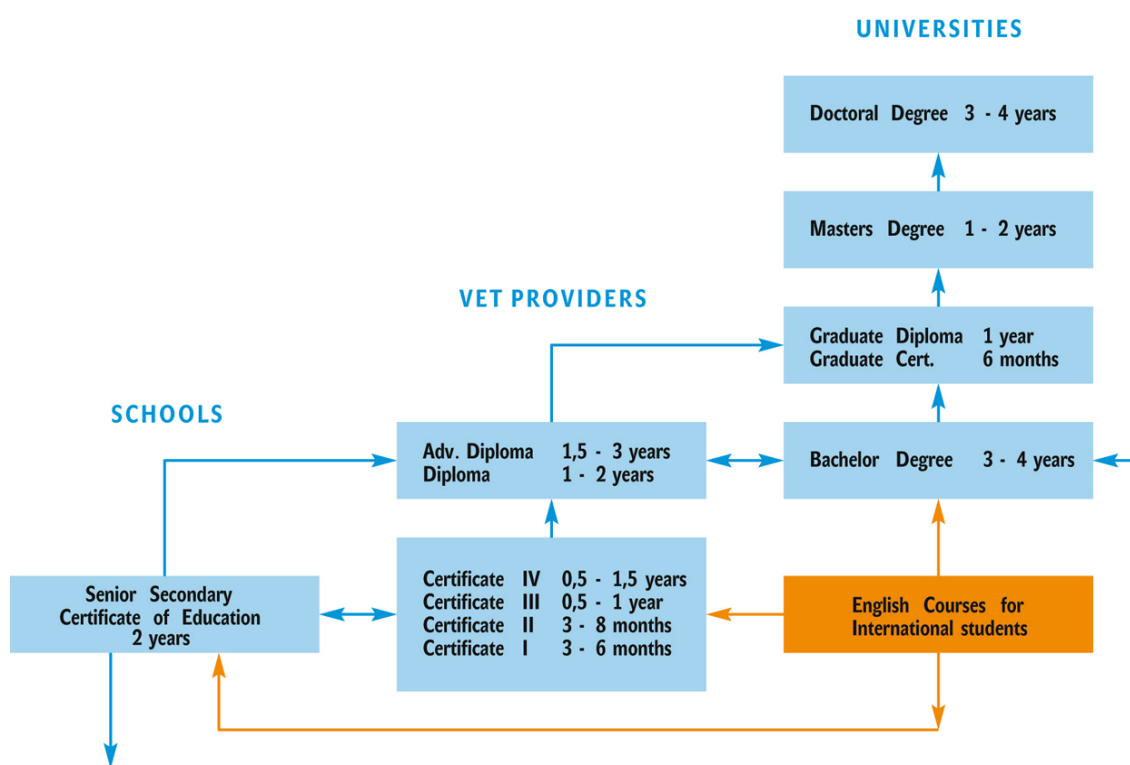 UNIVERSITIES
Doctoral Degree 3 - 4 years
Masters Degree 1 - 2 years
VET PROVIDERS
Graduate Diploma 1 year
Graduate Cert. 6 months
SCHOOLS
Adv. Diploma 1,5 - 3 years
Diploma 1 - 2 years
Bachelor Degree 3 - 4 years
Senior Secondary
Certificate of Education
2 years
Certificate IV 0,5 - 1,5 years
Certificate III 0,5 - 1 year
Certificate II 3 - 8 months
Certificate I 3 - 6 months
English Courses for
International students